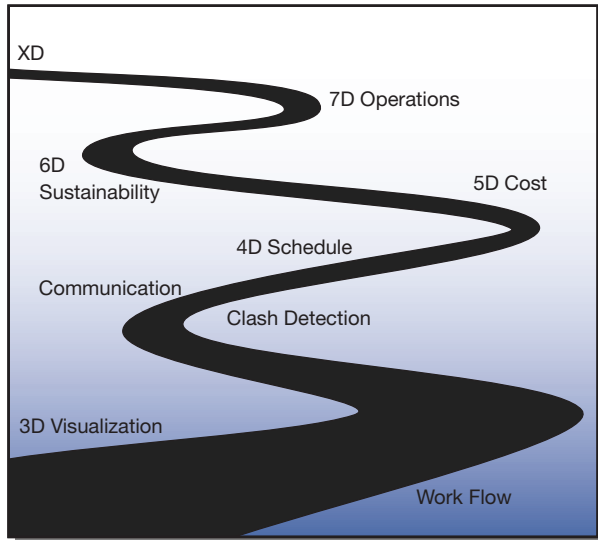 XD
7D Operations
6D
Sustainability
5D Cost
4D Schedule
Communication
Clash Detection
3D Visualization
Work Flow